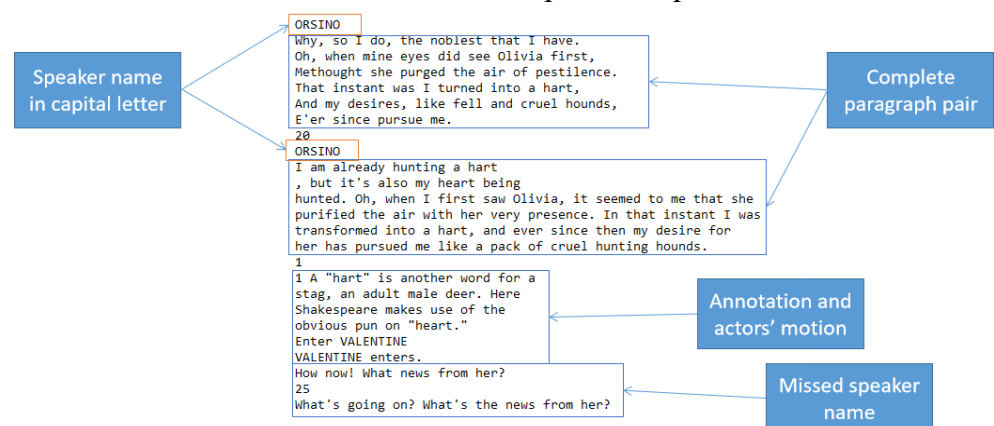 ORSINO
Why, so I do, the noblest that I have.
Oh, when mine eyes did see Olivia first,
Methought she purged the air of pestilence.
That instant was I turned into a hart,
And my desires, like fell and cruel hounds,
E'er since pursue me.
20
ORSINO
I am already hunting a hart
, but it's also my heart being
hunted. Oh, when I first saw Olivia, it seemed to me that she
purified the air with her very presence. In that instant I was
transformed into a hart, and ever since then my desire for
her has pursued me like a pack of cruel hunting hounds.
1
1 A "hart" is another word for a
stag, an adult male deer. Here
Shakespeare makes use of the
obvious pun on "heart."
Enter VALENTINE
VALENTINE enters.
How now! What news from her?
25
What's going on? What's the news from her?
Speaker name
in capital letter
Complete
paragraph pair
Annotation and
actors' motion
Missed speaker
name